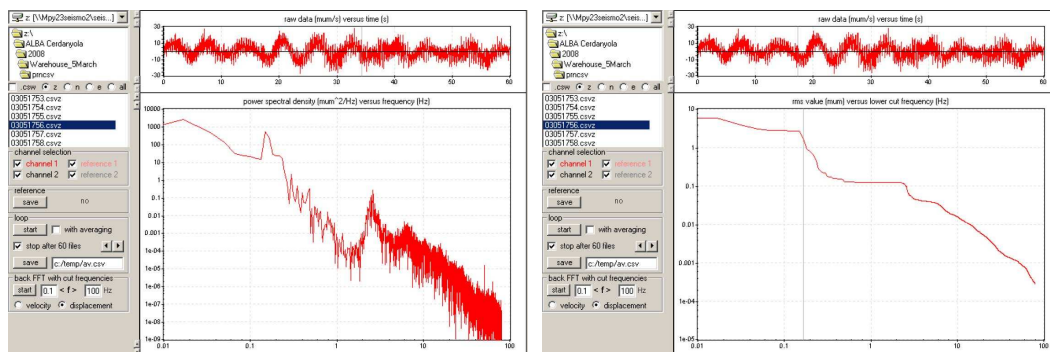 z: [\\Mpy23seismo2\seis...]
z:\
ALBA Cerdanyola
2008
Warehouse_5March
prncsv
.csw z n e all
03051753.csvz
03051754.csvz
03051755.csvz
03051756.csvz
03051757.csvz
03051758.csvz
channel selection
channel 1 reference 1
channel 2 reference 2
reference
save no
loop
start with averaging
stop after 60 files
save c:/temp/av.csv
back FFT with cut frequencies
start 0.1 < f > 100 Hz
velocity displacement
raw data (mum/s) versus time (s)
30
10
-10
-30
0 10 20 30 40 50 60
power spectral density (mum^2/Hz) versus frequency (Hz)
10000
1000
100
10
1
0.1
0.01
0.001
1e-04
1e-05
1e-06
1e-07
1e-08
1e-09
0.01 0.1 1 10 100
z: [\\Mpy23seismo2\seis...]
z:\
ALBA Cerdanyola
2008
Warehouse_5March
prncsv
.csw z n e all
03051753.csvz
03051754.csvz
03051755.csvz
03051756.csvz
03051757.csvz
03051758.csvz
channel selection
channel 1 reference 1
channel 2 reference 2
reference
save no
loop
start with averaging
stop after 60 files
save c:/temp/av.csv
back FFT with cut frequencies
start 0.1 < f > 100 Hz
velocity displacement
raw data (mum/s) versus time (s)
30
10
-10
-30
0 10 20 30 40 50 60
rms value (mum) versus lower cut frequency (Hz)
10
1
0.1
0.01
0.001
1e-04
1e-05
0.01 0.1 1 10 100